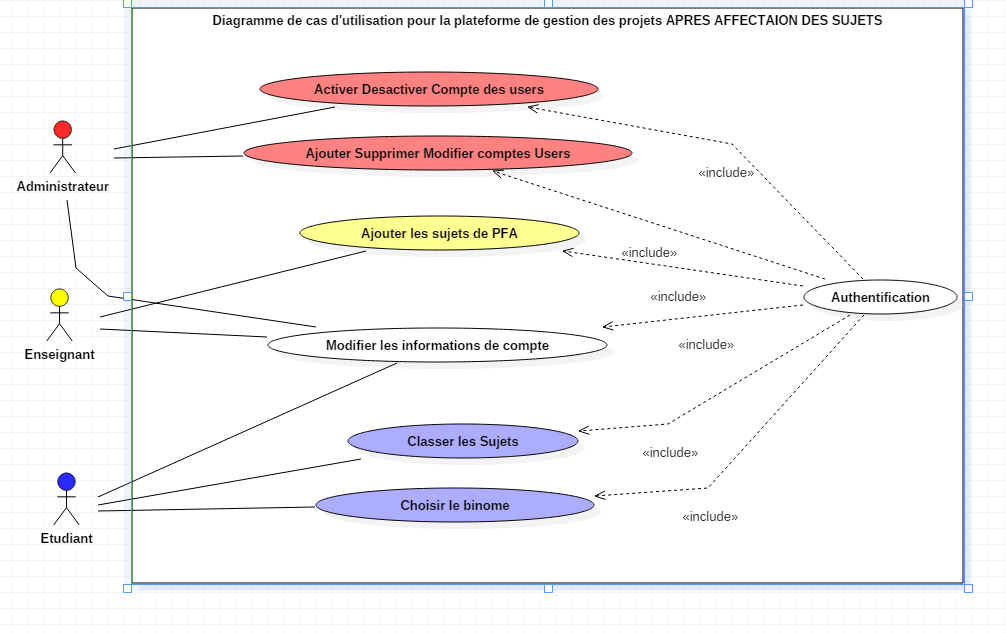 Diagramme de cas d'utilisation pour la plateforme de gestion des projets APRES AFFECTAION DES SUJETS
Activer Desactiver Compte des users
Ajouter Supprimer Modifier comptes Users
«include»
Administrateur
Ajouter les sujets de PFA
«include»
«include»
Authentification
Enseignant
Modifier les informations de compte
«include»
Classer les Sujets
«include»
Choisir le binome
«include»
Etudiant